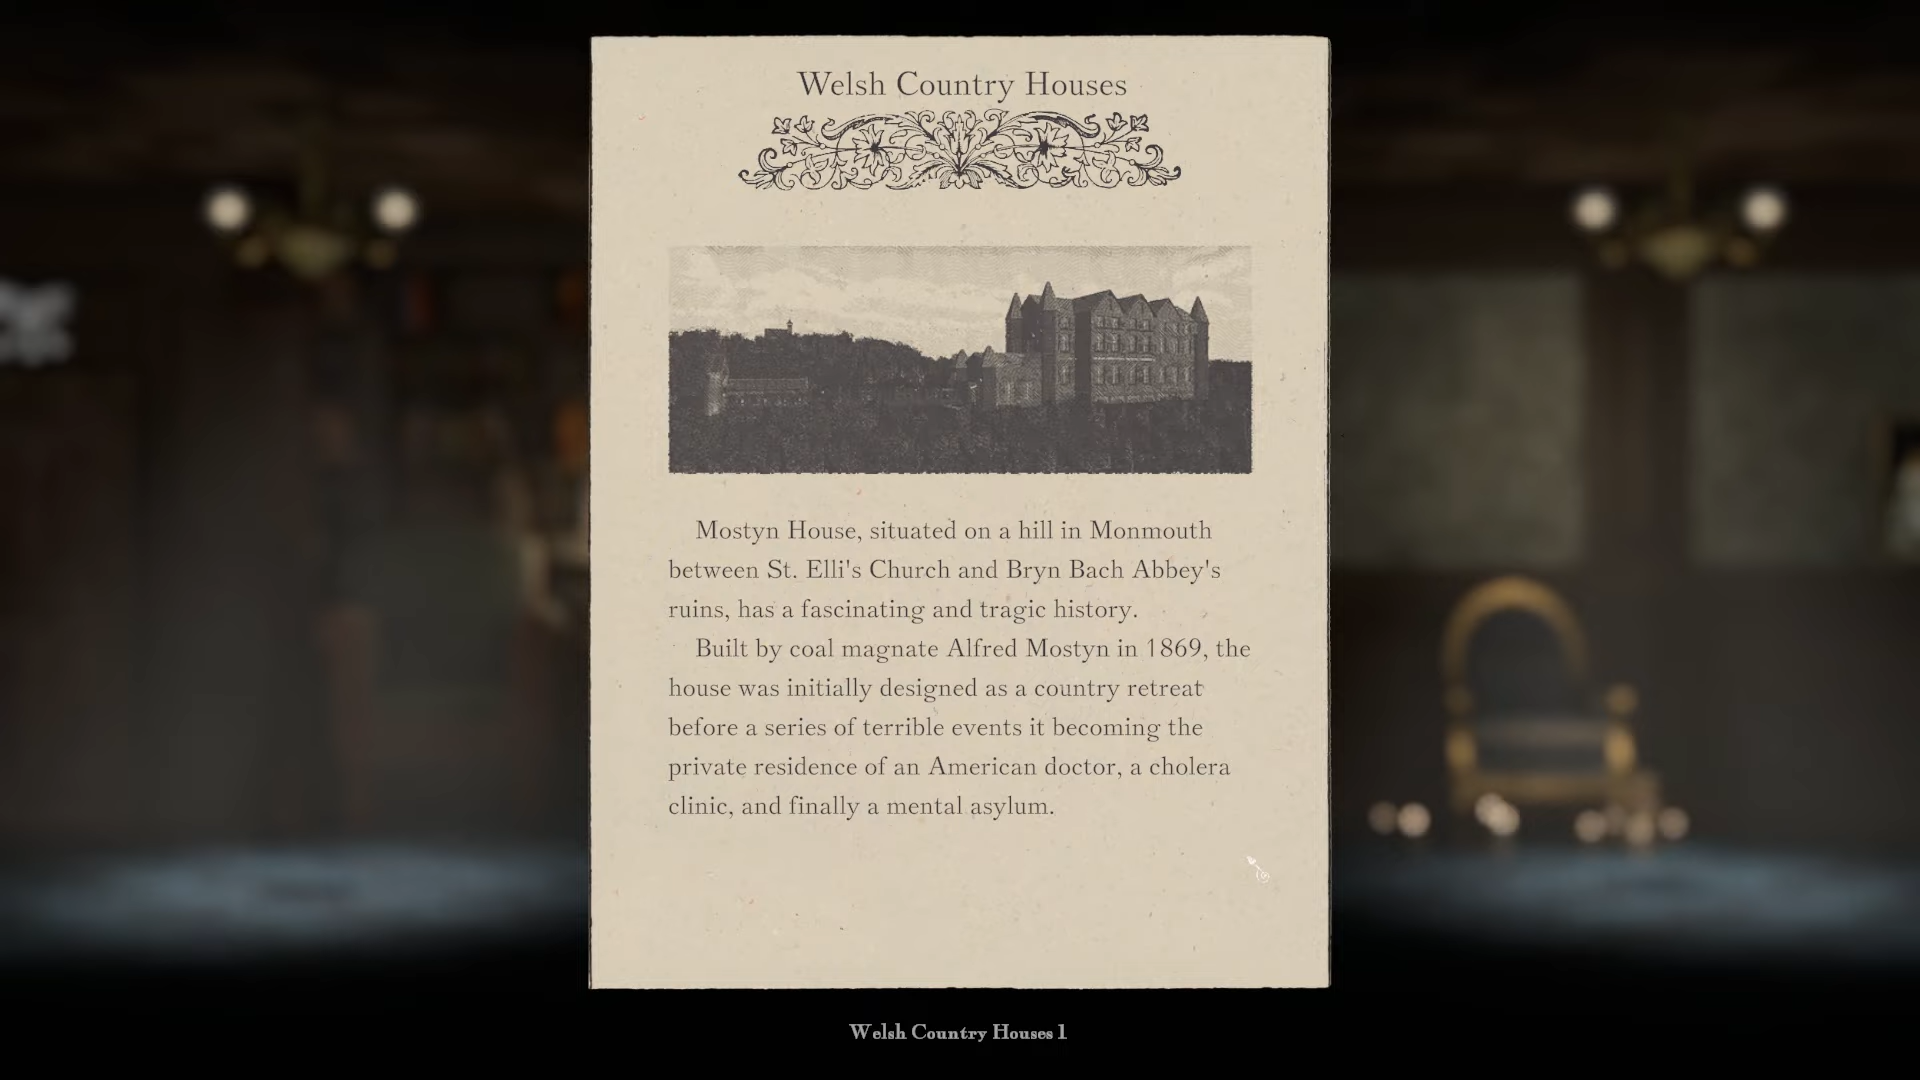 Welsh Country Houses
Mostyn House, situated on a hill in Monmouth
between St. Elli's Church and Bryn Bach Abbey's
ruins, has a fascinating and tragic history.
Built by coal magnate Alfred Mostyn in 1869, the
house was initially designed as a country retreat
before a series of terrible events it becoming the
private residence of an American doctor, a cholera
clinic, and finally a mental asylum.
Welsh Country Houses 1